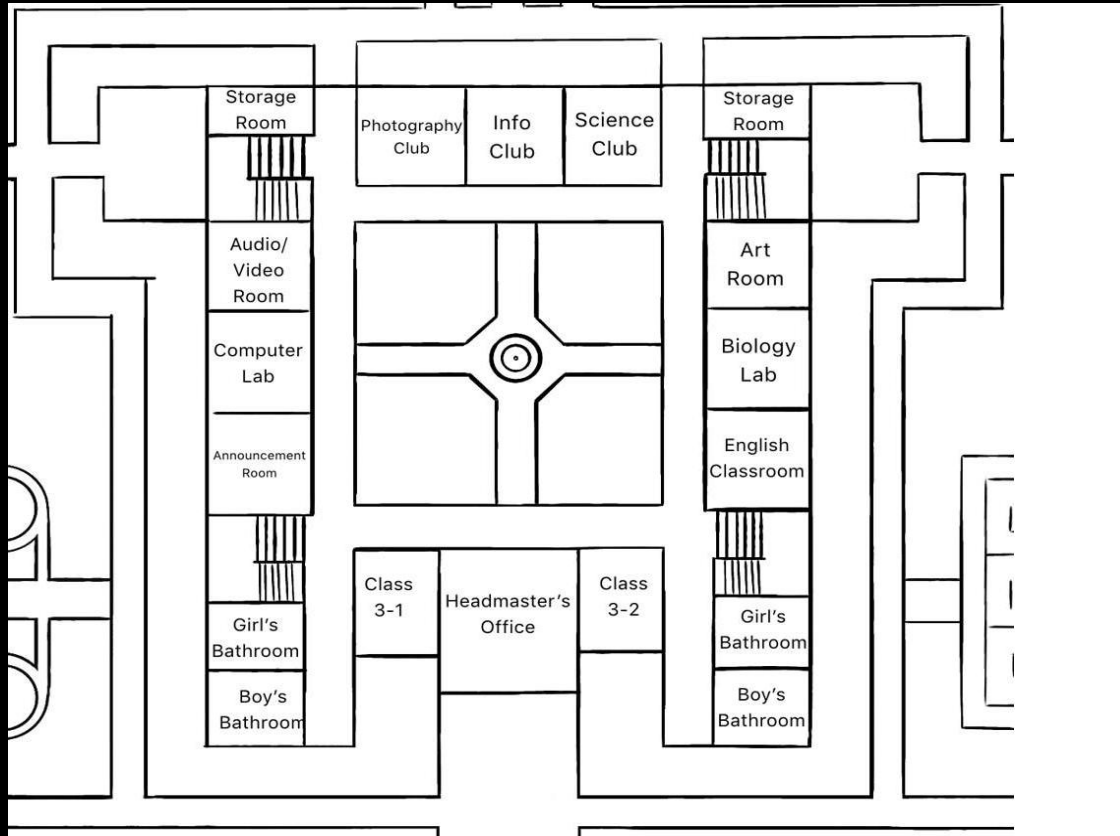 Storage
Room
Photography
Club
Info
Club
Science
Club
Storage
Room
Audio/
Video
Room
Art
Room
Computer
Lab
Biology
Lab
Announcement
Room
English
Classroom
Class
3-1
Headmaster's
Office
Class
3-2
Girl's
Bathroom
Girl's
Bathroom
Boy's
Bathroom
Boy's
Bathroom